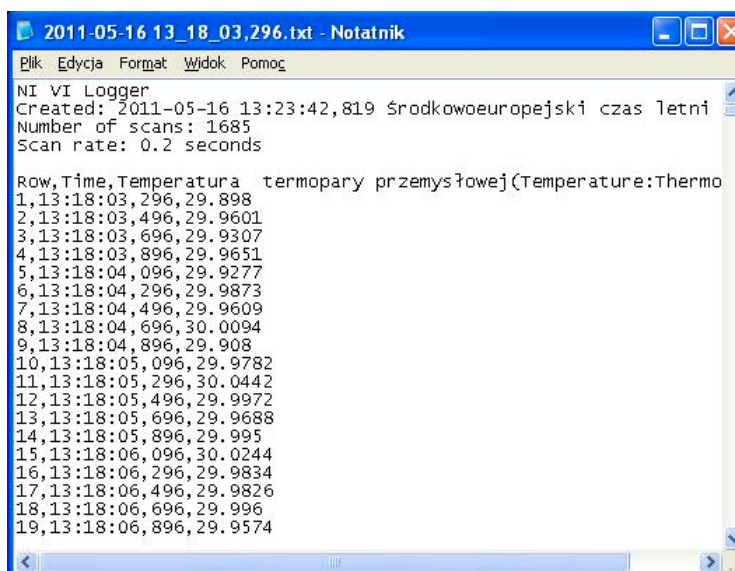 2011-05-16 13_18_03,296.txt - Notatnik
Plik Edycja Format Widok Pomoc
NI VI Logger
Created: 2011-05-16 13:23:42,819 Środkowoeuropejski czas letni
Number of scans: 1685
Scan rate: 0.2 seconds
Row,Time,Temperatura termopary przemysłowej(Temperature:Thermo
1,13:18:03,296,29.898
2,13:18:03,496,29.9601
3,13:18:03,696,29.9307
4,13:18:03,896,29.9651
5,13:18:04,096,29.9277
6,13:18:04,296,29.9873
7,13:18:04,496,29.9609
8,13:18:04,696,30.0094
9,13:18:04,896,29.908
10,13:18:05,096,29.9782
11,13:18:05,296,30.0442
12,13:18:05,496,29.9972
13,13:18:05,696,29.9688
14,13:18:05,896,29.995
15,13:18:06,096,30.0244
16,13:18:06,296,29.9834
17,13:18:06,496,29.9826
18,13:18:06,696,29.996
19,13:18:06,896,29.9574